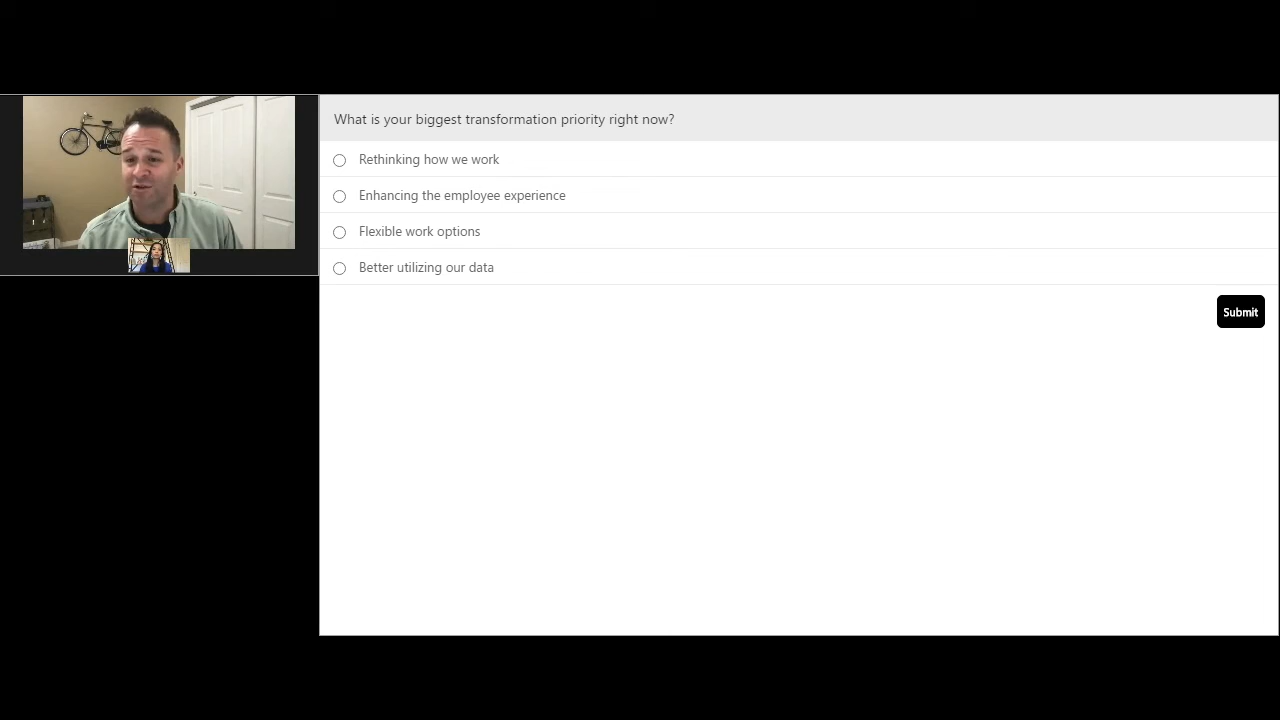 What is your biggest transformation priority right now?
Rethinking how we work
Enhancing the employee experience
Flexible work options
Better utilizing our data
Submit